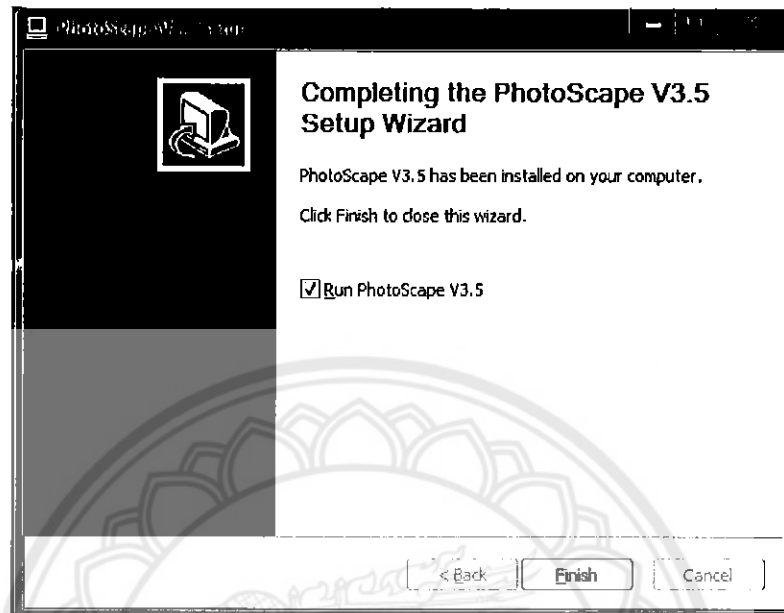 Completing the PhotoScape V3.5
Setup Wizard
PhotoScape V3.5 has been installed on your computer.
Click Finish to close this wizard.
Run PhotoScape V3.5
< Back
Finish
Cancel